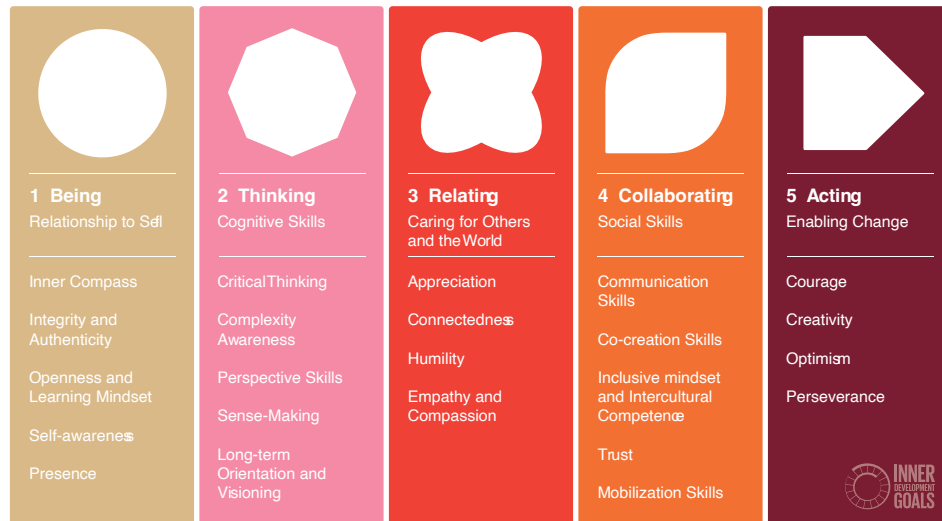 1 Being
Relationship to Self
Inner Compass
Integrity and
Authenticity
Openness and
Learning Mindset
Self-awareness
Presence
2 Thinking
Cognitive Skills
Critical Thinking
Complexity
Awareness
Perspective Skills
Sense-Making
Long-term
Orientation and
Visioning
3 Relating
Caring for Others
and the World
Appreciation
Connectedness
Humility
Empathy and
Compassion
4 Collaborating
Social Skills
Communication
Skills
Co-creation Skills
Inclusive mindset
and Intercultural
Competence
Trust
Mobilization Skills
5 Acting
Enabling Change
Courage
Creativity
Optimism
Perseverance
INNER
DEVELOPMENT
GOALS